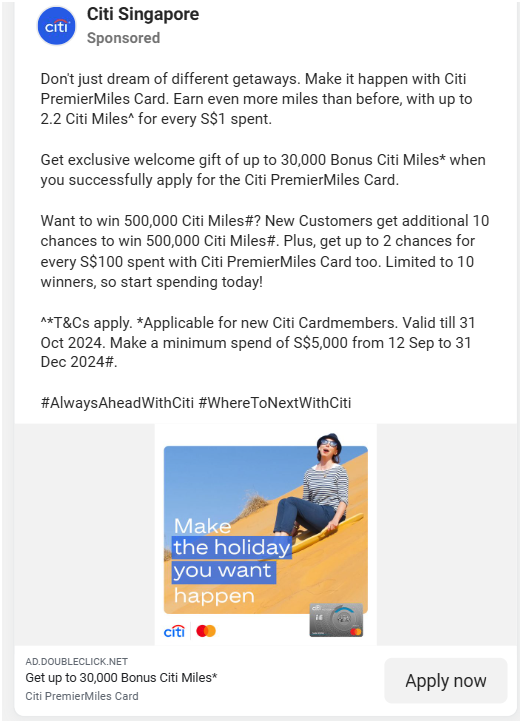 citi
Citi Singapore
Sponsored
Don't just dream of different getaways. Make it happen with Citi
PremierMiles Card. Earn even more miles than before, with up to
2.2 Citi Miles^ for every S$1 spent.
Get exclusive welcome gift of up to 30,000 Bonus Citi Miles* when
you successfully apply for the Citi PremierMiles Card.
Want to win 500,000 Citi Miles#? New Customers get additional 10
chances to win 500,000 Citi Miles#. Plus, get up to 2 chances for
every S$100 spent with Citi PremierMiles Card too. Limited to 10
winners, so start spending today!
^*T&Cs apply. *Applicable for new Citi Cardmembers. Valid till 31
Oct 2024. Make a minimum spend of S$5,000 from 12 Sep to 31
Dec 2024#.
#AlwaysAheadWithCiti #WhereToNextWithCiti
Make
the holiday
you want
happen
citi
citi
AD.DOUBLECLICK.NET
Get up to 30,000 Bonus Citi Miles*
Citi PremierMiles Card
Apply now